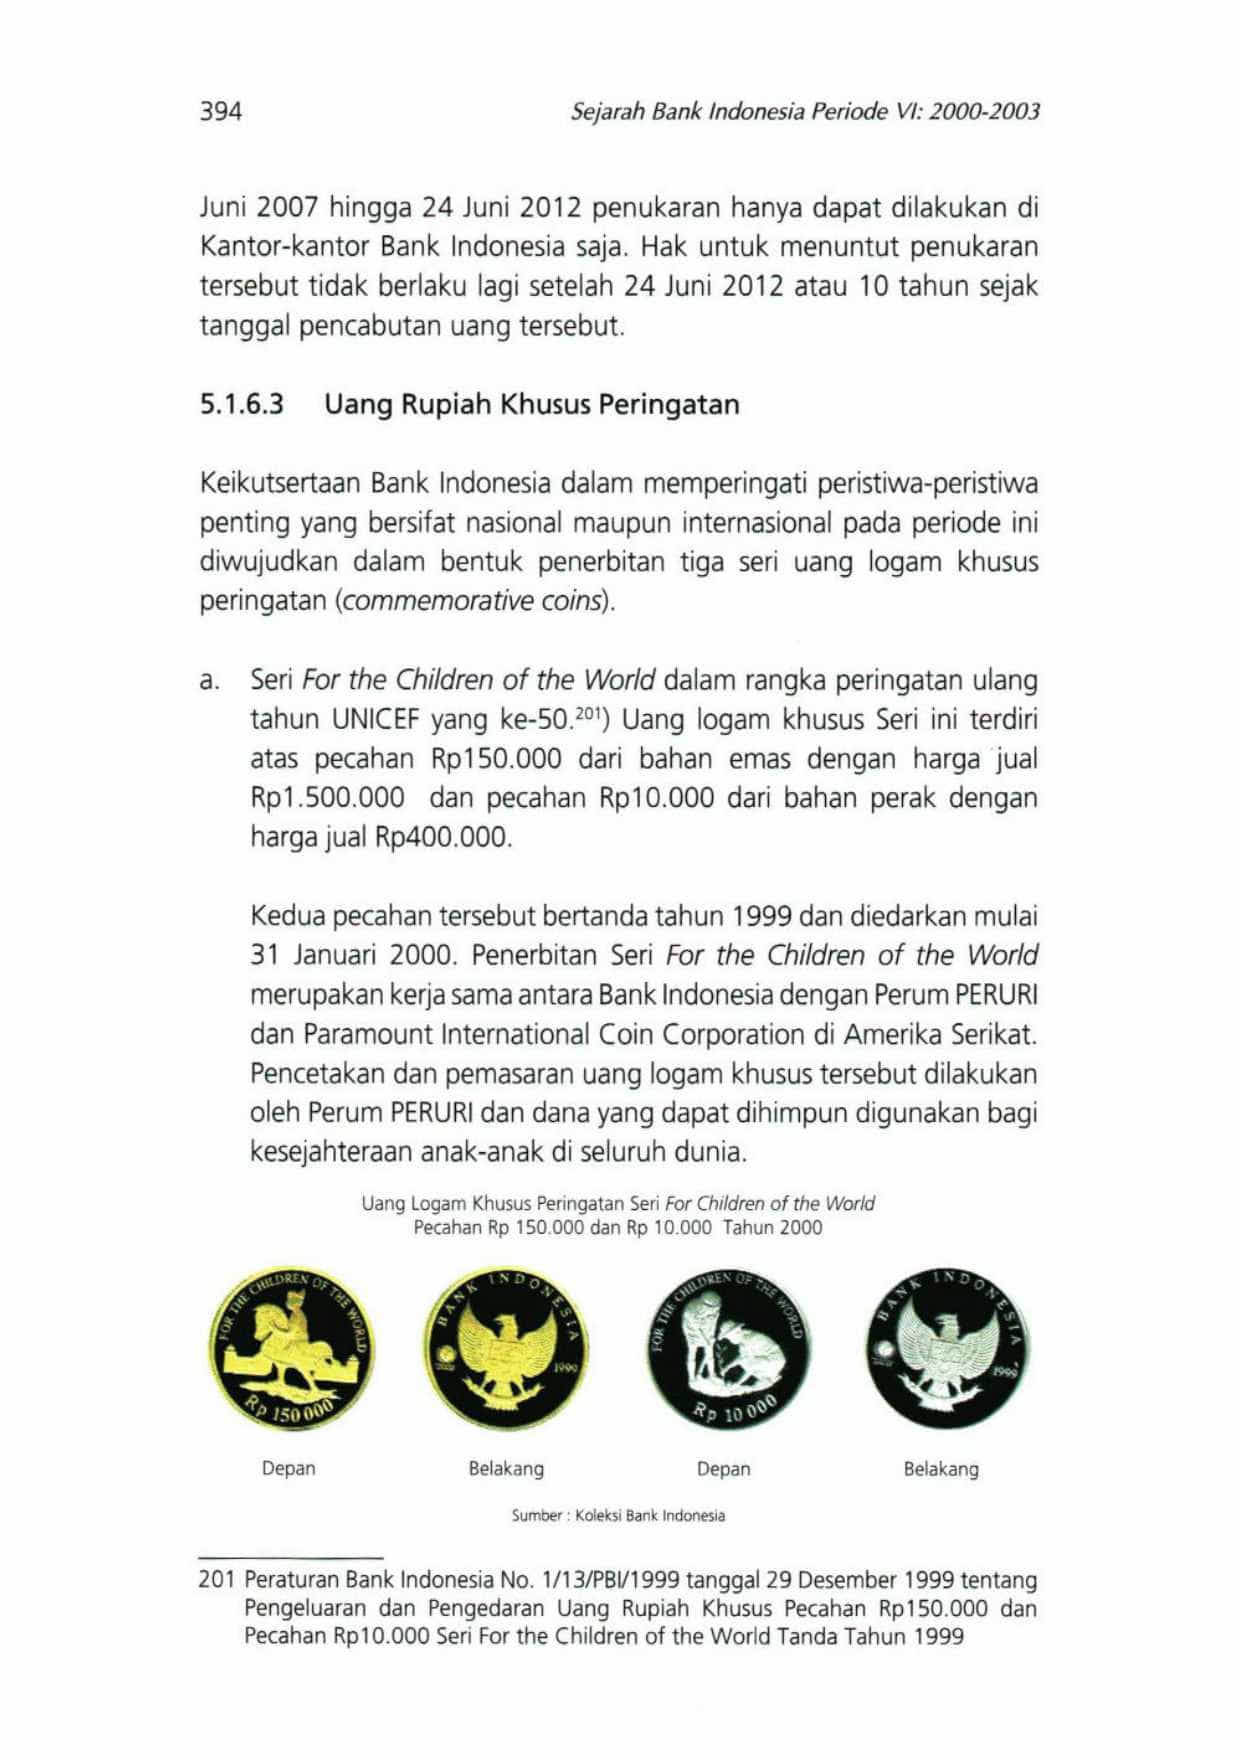 394
Sejarah Bank Indonesia Periode VI: 2000-2003
Juni 2007 hingga 24 Juni 2012 penukaran hanya dapat dilakukan di
Kantor-kantor Bank Indonesia saja. Hak untuk menuntut penukaran
tersebut tidak berlaku lagi setelah 24 Juni 2012 atau 10 tahun sejak
tanggal pencabutan uang tersebut.
5.1.6.3 Uang Rupiah Khusus Peringatan
Keikutsertaan Bank Indonesia dalam memperingati peristiwa-peristiwa
penting yang bersifat nasional maupun internasional pada periode ini
diwujudkan dalam bentuk penerbitan tiga seri uang logam khusus
peringatan (commemorative coins).
a. Seri For the Children of the World dalam rangka peringatan ulang
tahun UNICEF yang ke-50.201) Uang logam khusus Seri ini terdiri
atas pecahan Rp150.000 dari bahan emas dengan harga jual
Rp1.500.000 dan pecahan Rp10.000 dari bahan perak dengan
harga jual Rp400.000.
Kedua pecahan tersebut bertanda tahun 1999 dan diedarkan mulai
31 Januari 2000. Penerbitan Seri For the Children of the World
merupakan kerja sama antara Bank Indonesia dengan Perum PERURI
dan Paramount International Coin Corporation di Amerika Serikat.
Pencetakan dan pemasaran uang logam khusus tersebut dilakukan
oleh Perum PERURI dan dana yang dapat dihimpun digunakan bagi
kesejahteraan anak-anak di seluruh dunia.
Uang Logam Khusus Peringatan Seri For Children of the World
Pecahan Rp 150.000 dan Rp 10.000 Tahun 2000
FOR THE CHILDREN OF THE WORLD
Rp 150 000
BANK INDONESIA
1999
FOR THE CHILDREN OF THE WORLD
Rp 10 000
BANK INDONESIA
1999
Depan
Belakang
Depan
Belakang
Sumber : Koleksi Bank Indonesia
201 Peraturan Bank Indonesia No. 1/13/PBI/1999 tanggal 29 Desember 1999 tentang
Pengeluaran dan Pengedaran Uang Rupiah Khusus Pecahan Rp150.000 dan
Pecahan Rp10.000 Seri For the Children of the World Tanda Tahun 1999